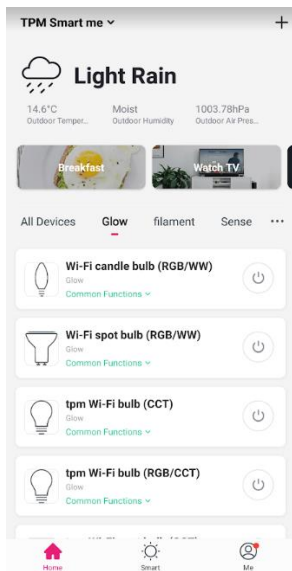 TPM Smart me
Light Rain
14.6°C Moist 1003.78hPa
Outdoor Temper... Outdoor Humidity Outdoor Air Pres...
Breakfast Watch TV
All Devices Glow filament Sense ...
Wi-Fi candle bulb (RGB/WW)
Glow
Common Functions
Wi-Fi spot bulb (RGB/WW)
Glow
Common Functions
tpm Wi-Fi bulb (CCT)
Glow
Common Functions
tpm Wi-Fi bulb (RGB/CCT)
Glow
Common Functions
Home Smart Me